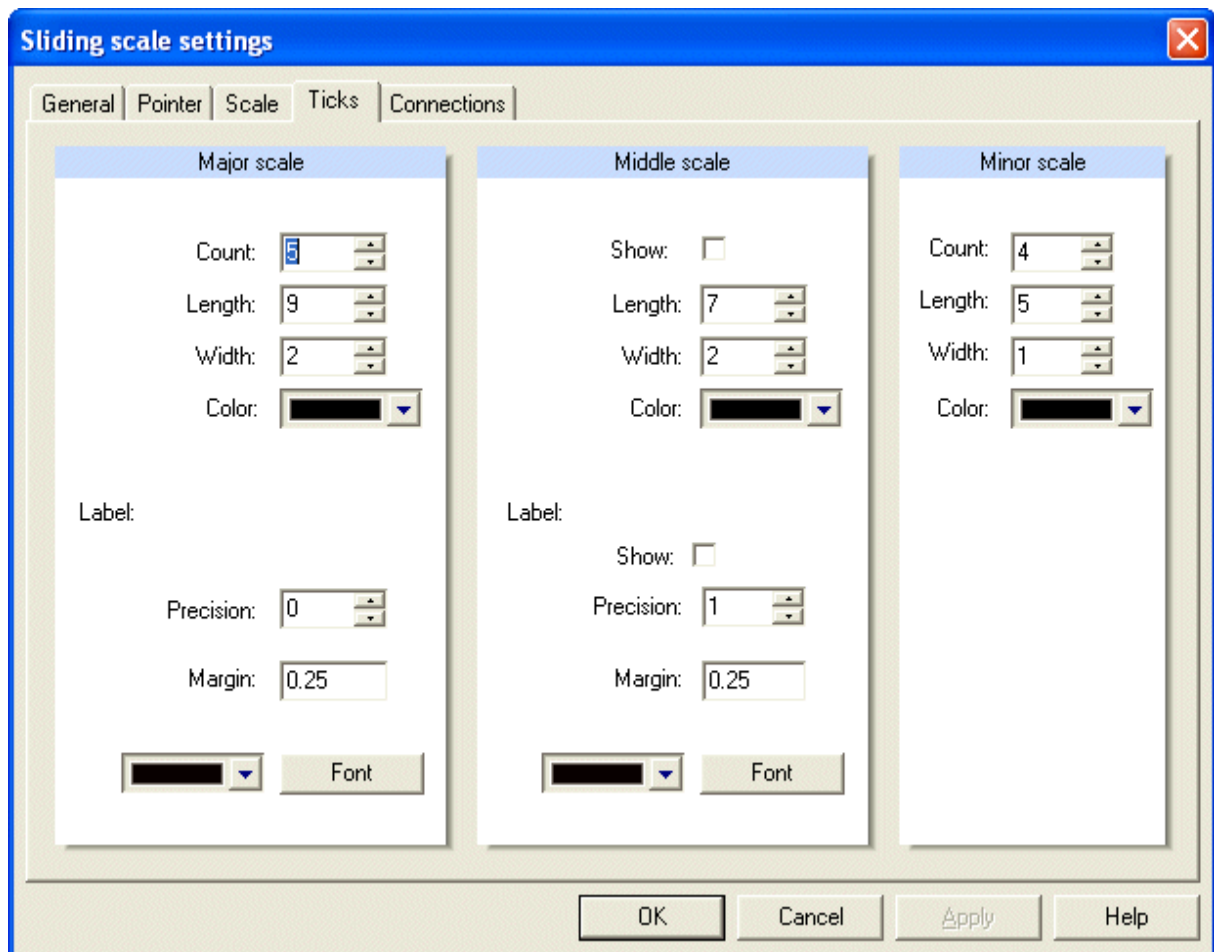 Sliding scale settings
General Pointer Scale Ticks Connections
Major scale
Count: 5
Length: 9
Width: 2
Color:
Label:
Precision: 0
Margin: 0.25
Font
Middle scale
Show:
Length: 7
Width: 2
Color:
Label:
Show:
Precision: 1
Margin: 0.25
Font
Minor scale
Count: 4
Length: 5
Width: 1
Color:
OK Cancel Apply Help